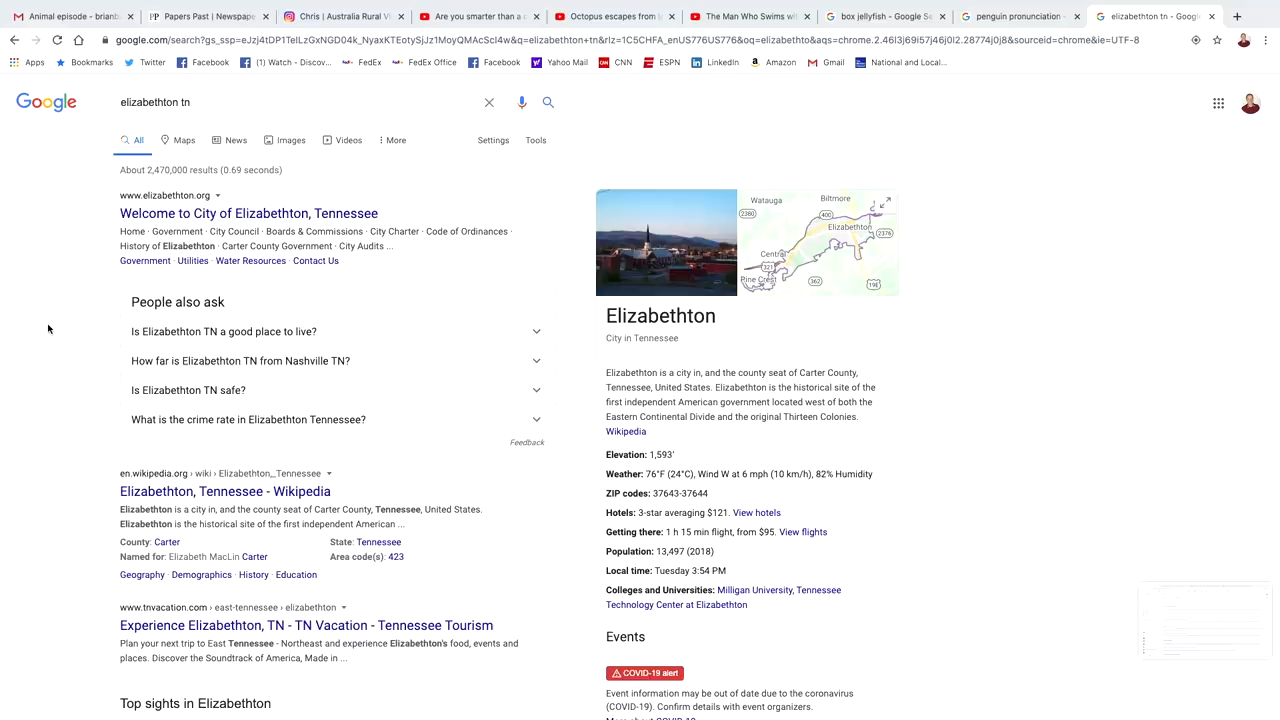 Animal episode - brianb
Papers Past | Newspape
Chris | Australia Rural Vi
Are you smarter than a c
Octopus escapes from
The Man Who Swims wit
box jellyfish - Google Se
penguin pronunciation -
elizabethton tn - Googl
google.com/search?gs_ssp=eJzj4tDP1TeILzGxNGD04k_NyaxKTEotySjJz1MoyQMAcScI4w&q=elizabethton+tn&rlz=1C5CHFA_enUS776US776&oq=elizabethto&aqs=chrome.2.46l3j69i57j46j0l2.28774j0j8&sourceid=chrome&ie=UTF-8
Apps Bookmarks Twitter Facebook (1) Watch - Discov... FedEx FedEx Office Facebook Yahoo Mail CNN ESPN LinkedIn Amazon Gmail National and Local...
Google
elizabethton tn
All Maps News Images Videos More Settings Tools
About 2,470,000 results (0.69 seconds)
www.elizabethton.org
Welcome to City of Elizabethton, Tennessee
Home · Government · City Council · Boards & Commissions · City Charter · Code of Ordinances ·
History of Elizabethton · Carter County Government · City Audits ...
Government · Utilities · Water Resources · Contact Us
People also ask
Is Elizabethton TN a good place to live?
How far is Elizabethton TN from Nashville TN?
Is Elizabethton TN safe?
What is the crime rate in Elizabethton Tennessee?
Feedback
en.wikipedia.org › wiki › Elizabethton,_Tennessee
Elizabethton, Tennessee - Wikipedia
Elizabethton is a city in, and the county seat of Carter County, Tennessee, United States.
Elizabethton is the historical site of the first independent American ...
County: Carter State: Tennessee
Named for: Elizabeth MacLin Carter Area code(s): 423
Geography · Demographics · History · Education
www.tnvacation.com › east-tennessee › elizabethton
Experience Elizabethton, TN - TN Vacation - Tennessee Tourism
Plan your next trip to East Tennessee - Northeast and experience Elizabethton's food, events and
places. Discover the Soundtrack of America, Made in ...
Top sights in Elizabethton
Watauga
Biltmore
2380
400
Elizabethton
2376
Central
321
Pine Crest
362
19E
Elizabethton
City in Tennessee
Elizabethton is a city in, and the county seat of Carter County,
Tennessee, United States. Elizabethton is the historical site of the
first independent American government located west of both the
Eastern Continental Divide and the original Thirteen Colonies.
Wikipedia
Elevation: 1,593′
Weather: 76°F (24°C), Wind W at 6 mph (10 km/h), 82% Humidity
ZIP codes: 37643-37644
Hotels: 3-star averaging $121. View hotels
Getting there: 1 h 15 min flight, from $95. View flights
Population: 13,497 (2018)
Local time: Tuesday 3:54 PM
Colleges and Universities: Milligan University, Tennessee
Technology Center at Elizabethton
Events
COVID-19 alert
Event information may be out of date due to the coronavirus
(COVID-19). Confirm details with event organizers.
More about COVID-19